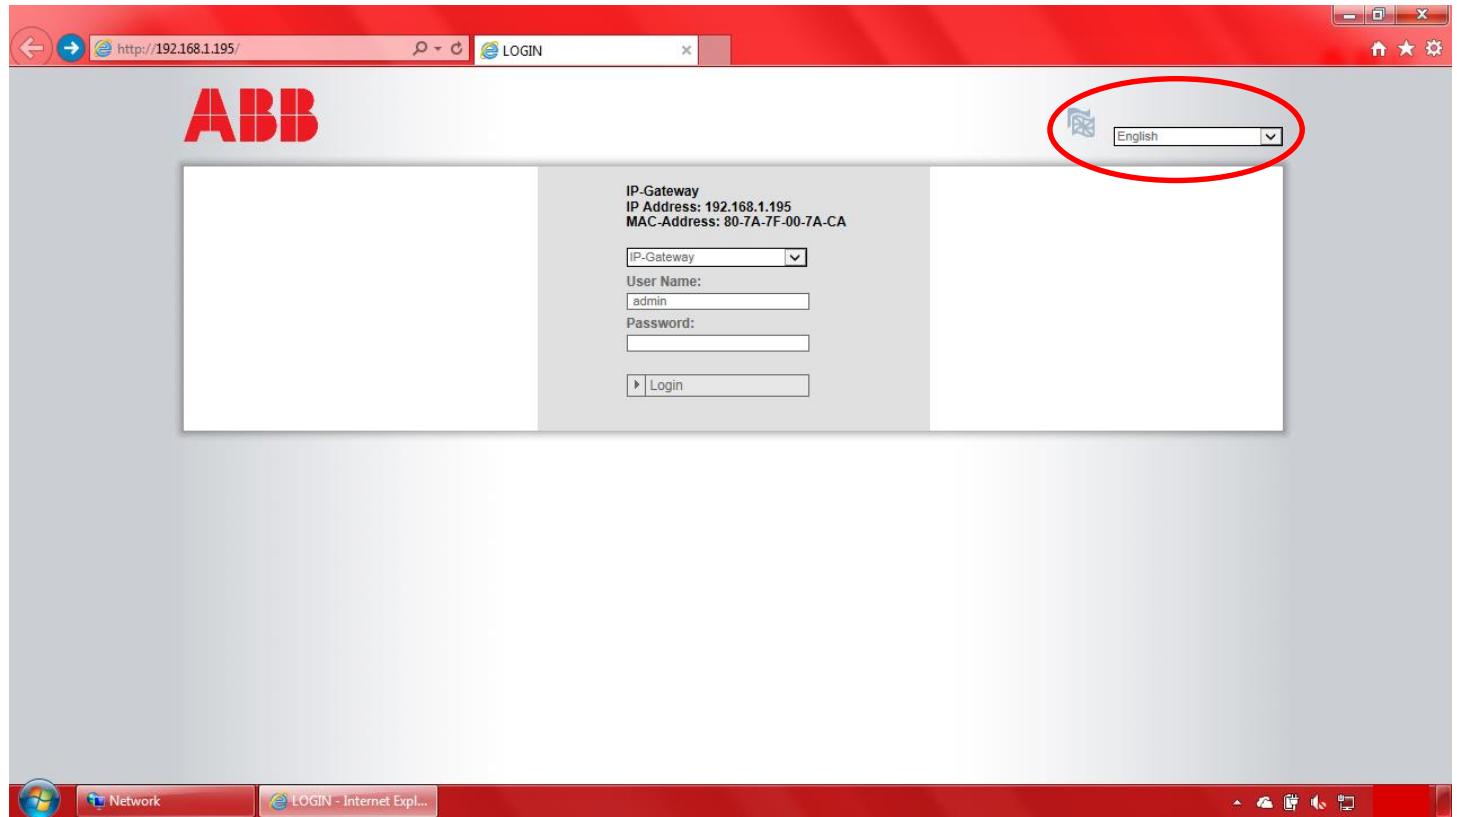 http://192.168.1.195/
LOGIN
ABB
English
IP-Gateway
IP Address: 192.168.1.195
MAC-Address: 80-7A-7F-00-7A-CA
IP-Gateway
User Name:
admin
Password:
Login
Network
LOGIN - Internet Expl...